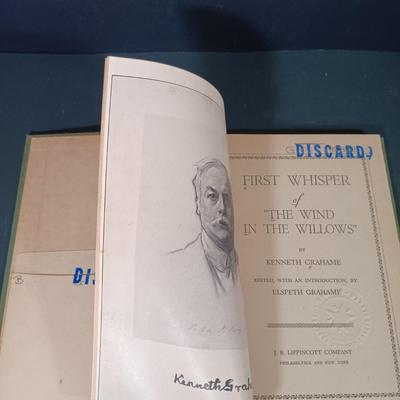 DISCARD
FIRST WHISPER
of
"THE WIND
IN THE WILLOWS"
BY
KENNETH GRAHAME
EDITED, WITH AN INTRODUCTION, BY
ELSPETH GRAHAME
J. B. LIPPINCOTT COMPANY
PHILADELPHIA AND NEW YORK
DIS
Kenneth Grah